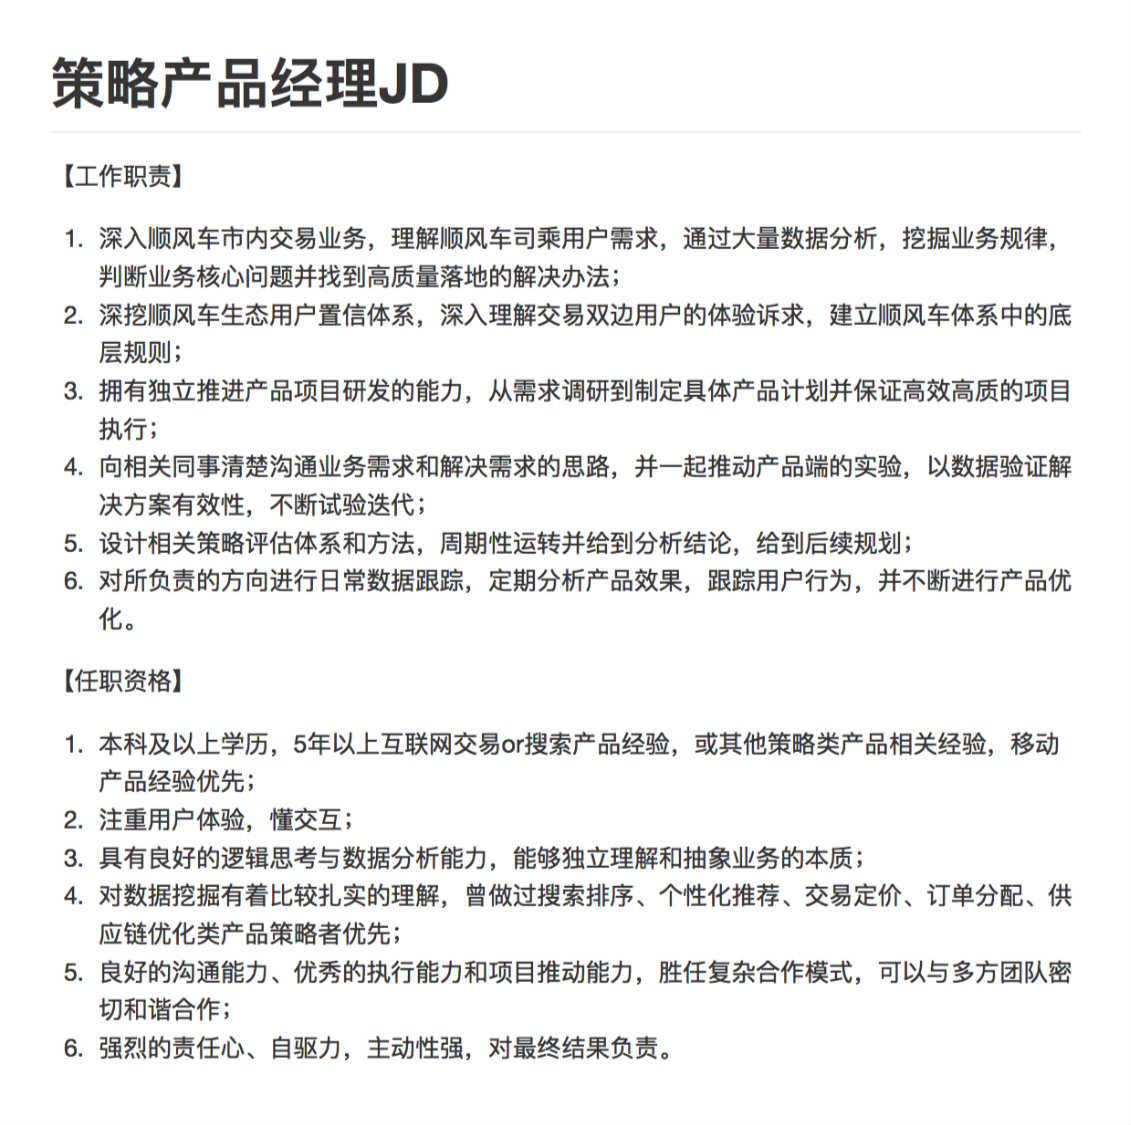 策略产品经理JD
【工作职责】
1. 深入顺风车市内交易业务，理解顺风车司乘用户需求，通过大量数据分析，挖掘业务规律，
判断业务核心问题并找到高质量落地的解决办法；
2. 深挖顺风车生态用户置信体系，深入理解交易双边用户的体验诉求，建立顺风车体系中的底
层规则；
3. 拥有独立推进产品项目研发的能力，从需求调研到制定具体产品计划并保证高效高质的项目
执行；
4. 向相关同事清楚沟通业务需求和解决需求的思路，并一起推动产品端的实验，以数据验证解
决方案有效性，不断试验迭代；
5. 设计相关策略评估体系和方法，周期性运转并给到分析结论，给到后续规划；
6. 对所负责的方向进行日常数据跟踪，定期分析产品效果，跟踪用户行为，并不断进行产品优
化。
【任职资格】
1. 本科及以上学历，5年以上互联网交易or搜索产品经验，或其他策略类产品相关经验，移动
产品经验优先；
2. 注重用户体验，懂交互；
3. 具有良好的逻辑思考与数据分析能力，能够独立理解和抽象业务的本质；
4. 对数据挖掘有着比较扎实的理解，曾做过搜索排序、个性化推荐、交易定价、订单分配、供
应链优化类产品策略者优先；
5. 良好的沟通能力、优秀的执行能力和项目推动能力，胜任复杂合作模式，可以与多方团队密
切和谐合作；
6. 强烈的责任心、自驱力，主动性强，对最终结果负责。